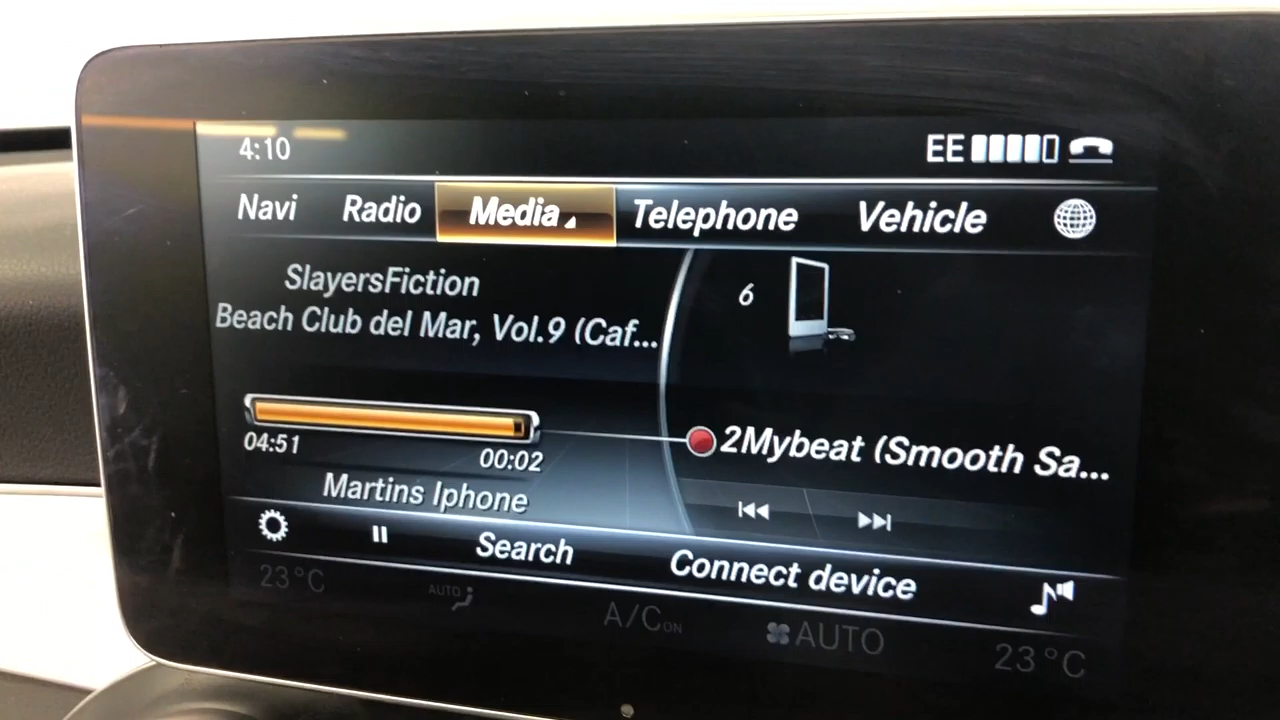 4:10 EE
Navi Radio Media Telephone Vehicle
SlayersFiction
6
Beach Club del Mar, Vol.9 (Caf...
04:51
00:02
2Mybeat (Smooth Sa...
Martins Iphone
Search Connect device
23°C AUTO A/C ON AUTO 23°C